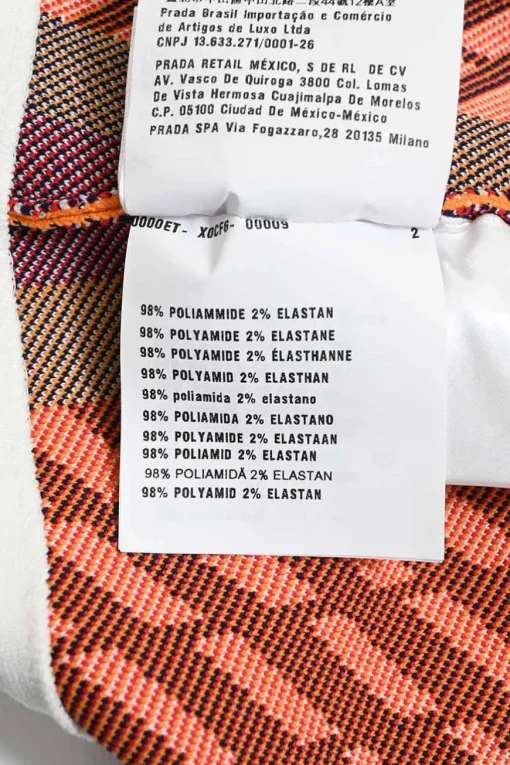 Prada Brasil Importação e Comércio
de Artigos de Luxo Ltda
CNPJ 13.633.271/0001-26
PRADA RETAIL MÉXICO, S DE RL DE CV
AV. Vasco De Quiroga 3800 Col. Lomas
De Vista Hermosa Cuajimalpa De Morelos
C.P. 05100 Ciudad De México-México
PRADA SPA Via Fogazzaro,28 20135 Milano
0000ET- X0CF6- 00009 2
98% POLIAMMIDE 2% ELASTAN
98% POLYAMIDE 2% ELASTANE
98% POLYAMIDE 2% ÉLASTHANNE
98% POLYAMID 2% ELASTHAN
98% poliamida 2% elastano
98% POLIAMIDA 2% ELASTANO
98% POLYAMIDE 2% ELASTAAN
98% POLIAMID 2% ELASTAN
98% POLIAMIDĂ 2% ELASTAN
98% POLYAMID 2% ELASTAN